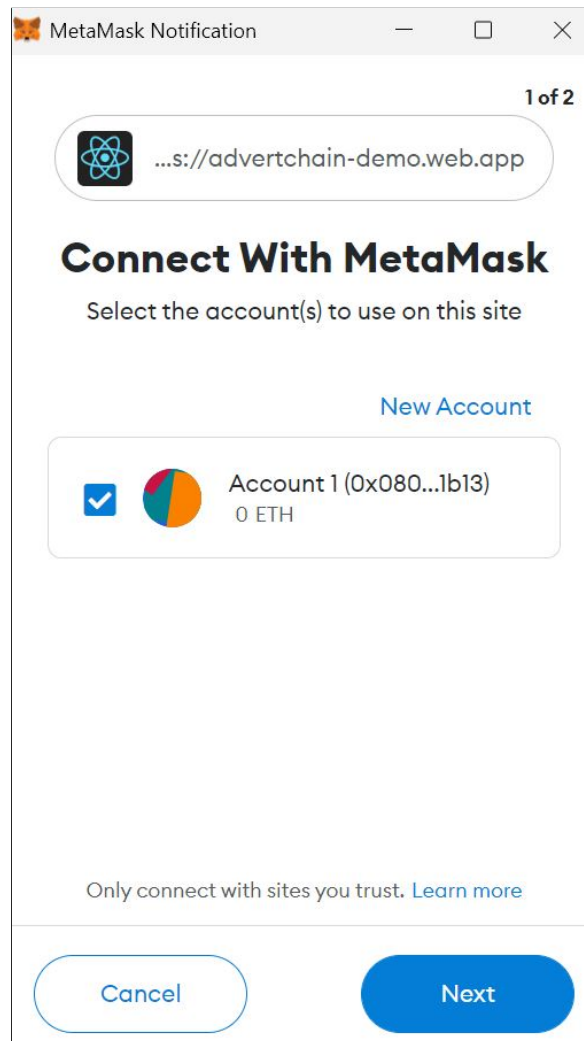 MetaMask Notification
1 of 2
...s://advertchain-demo.web.app
Connect With MetaMask
Select the account(s) to use on this site
New Account
Account 1 (0x080...1b13)
0 ETH
Only connect with sites you trust. Learn more
Cancel
Next